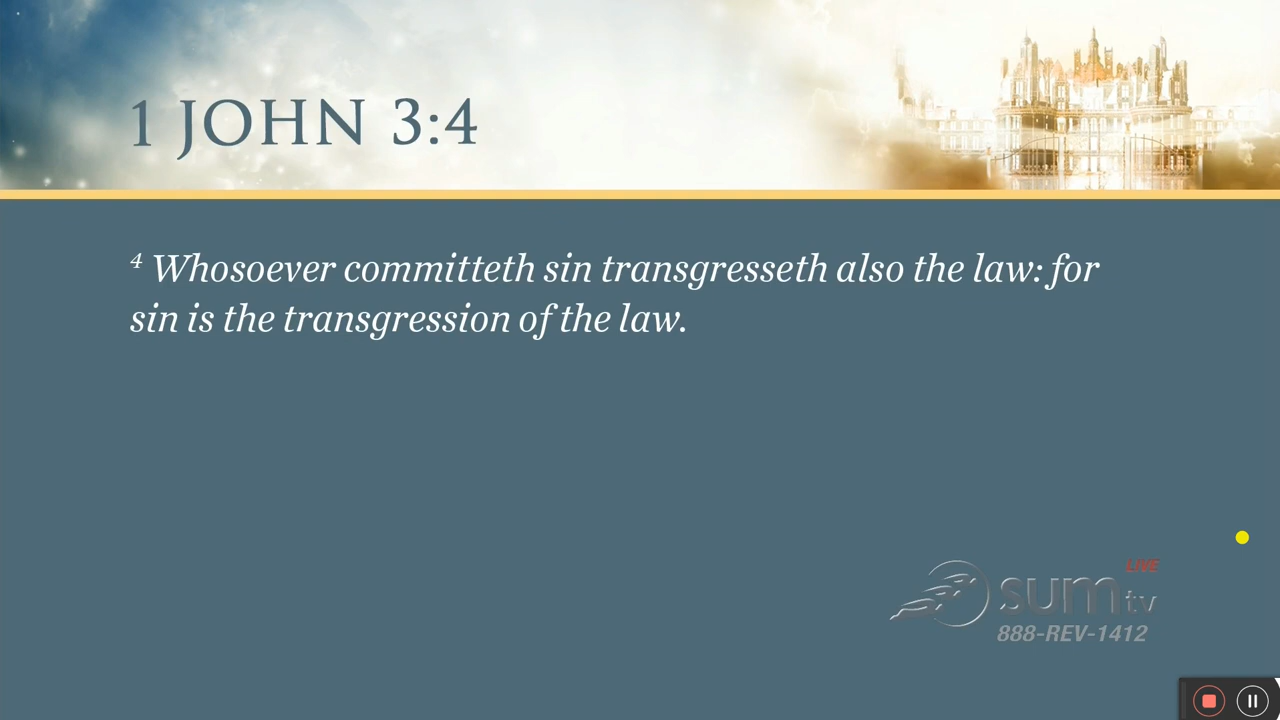 1 JOHN 3:4
⁴ Whosoever committeth sin transgresseth also the law: for
sin is the transgression of the law.
LIVE
sum tv
888-REV-1412